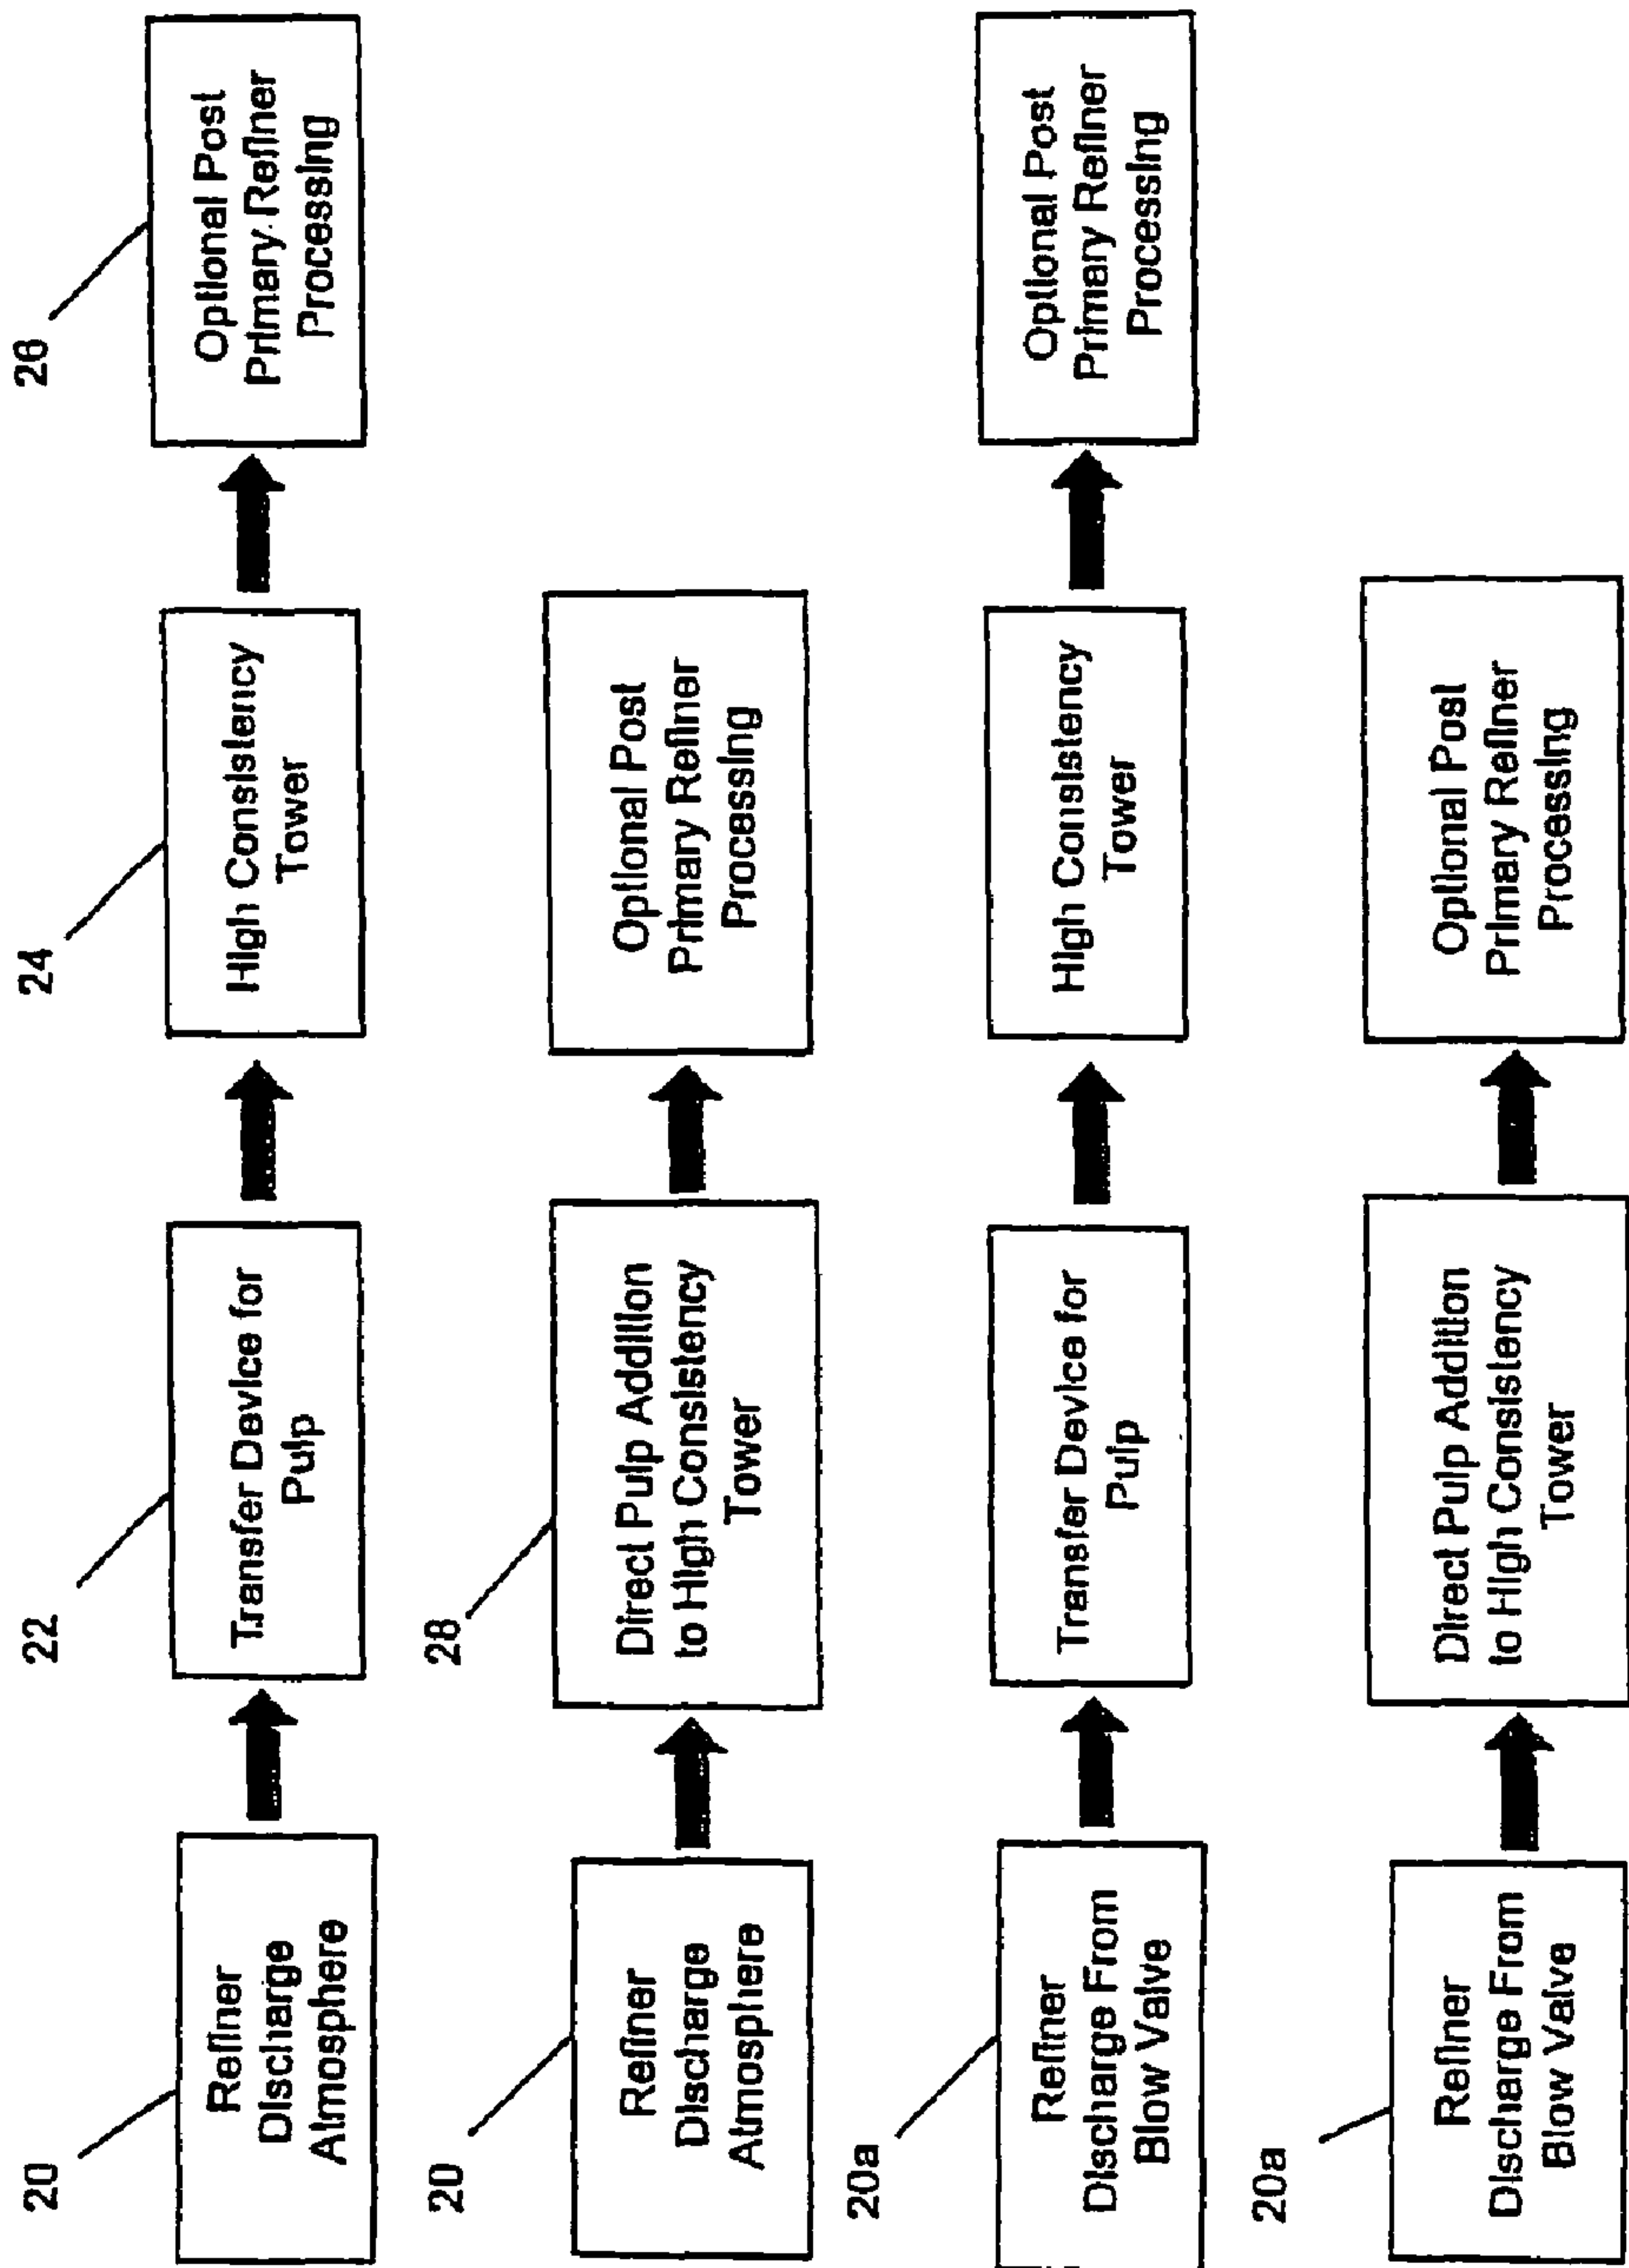 20
Refiner
Discharge
Atmosphere
22
Transfer Device for
Pulp
24
High Consistency
Tower
26
Optional Post
Primary Refiner
Processing
20
Refiner
Discharge
Atmosphere
28
Direct Pulp Addition
to High Consistency
Tower
Optional Post
Primary Refiner
Processing
20a
Refiner
Discharge From
Blow Valve
Transfer Device for
Pulp
High Consistency
Tower
Optional Post
Primary Refiner
Processing
20a
Refiner
Discharge From
Blow Valve
Direct Pulp Addition
to High Consistency
Tower
Optional Post
Primary Refiner
Processing